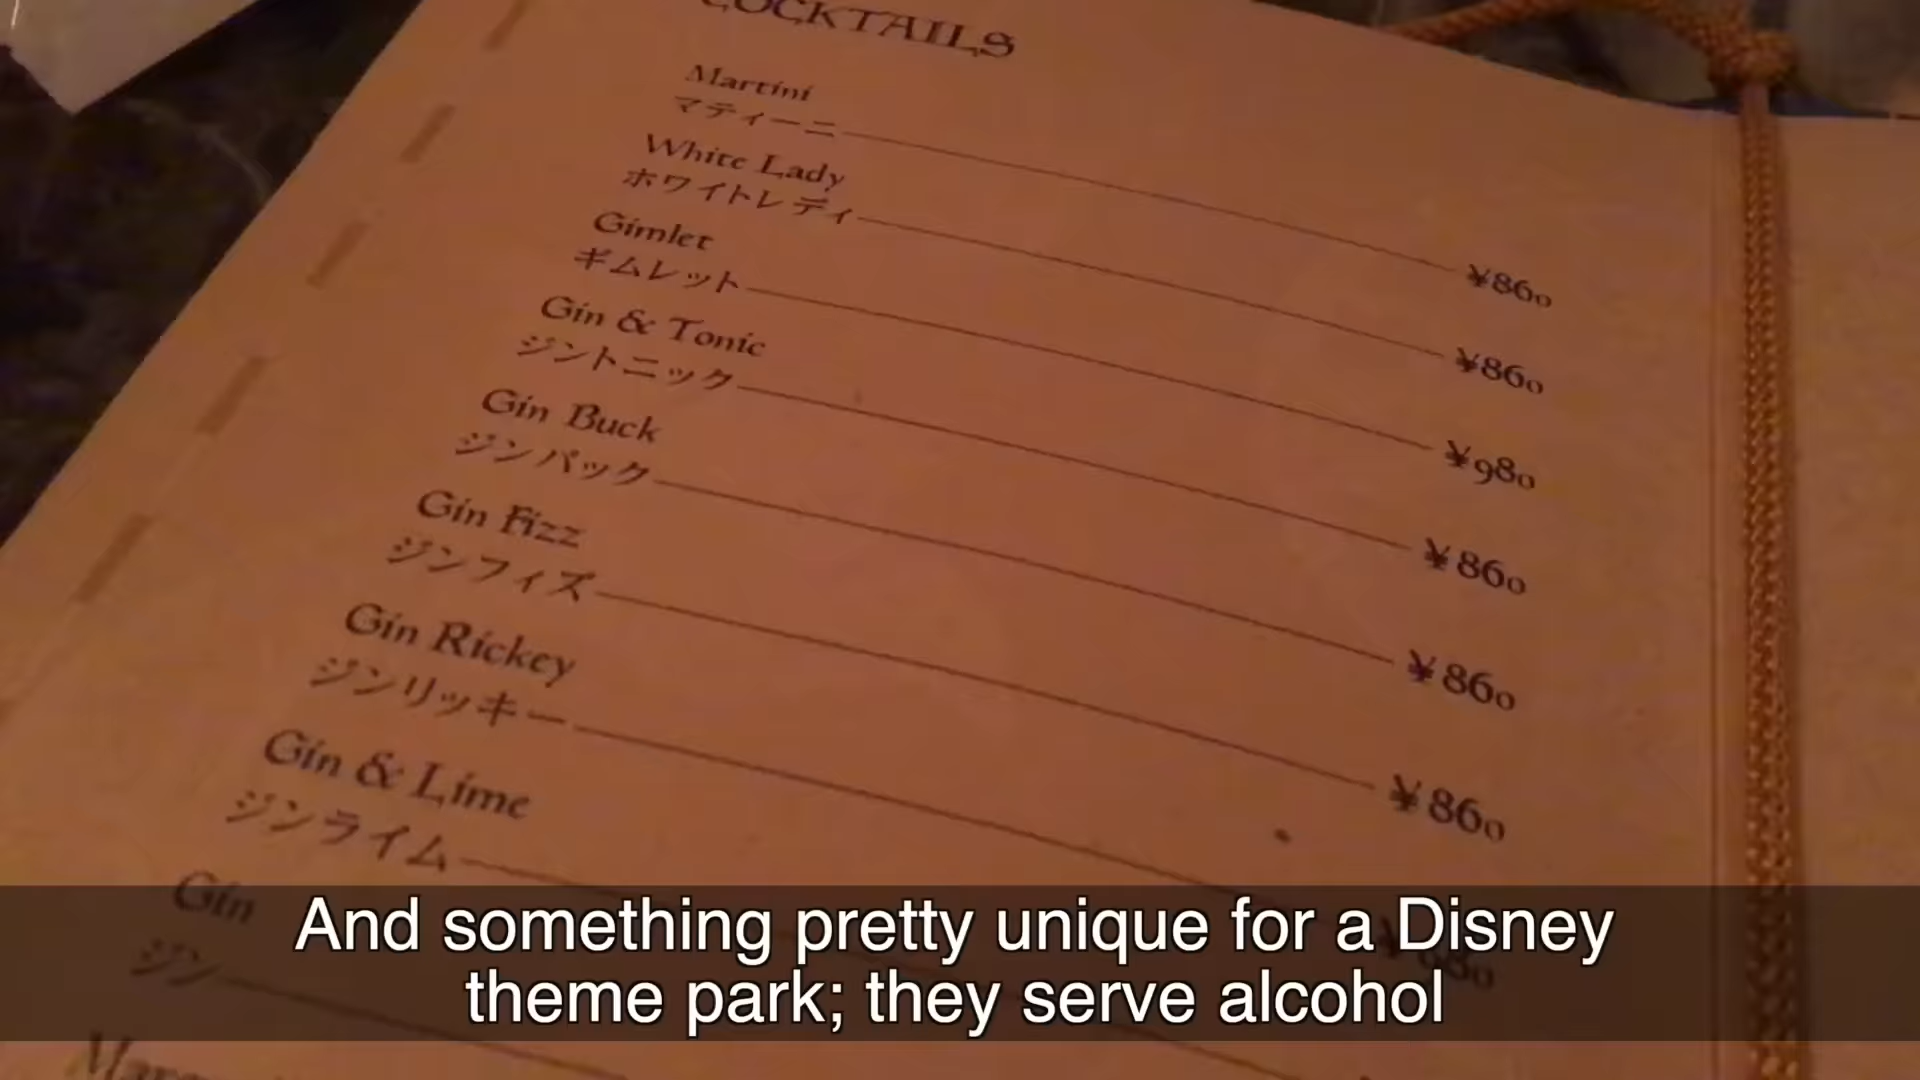 COCKTAILS
Martini
マティーニ ¥860
White Lady
ホワイトレディ ¥860
Gimlet
ギムレット ¥980
Gin & Tonic
ジントニック ¥860
Gin Buck
ジンバック ¥860
Gin Fizz
ジンフィズ ¥860
Gin Rickey
ジンリッキー
Gin & Lime
ジンライム
Gin
ジン
And something pretty unique for a Disney
theme park; they serve alcohol